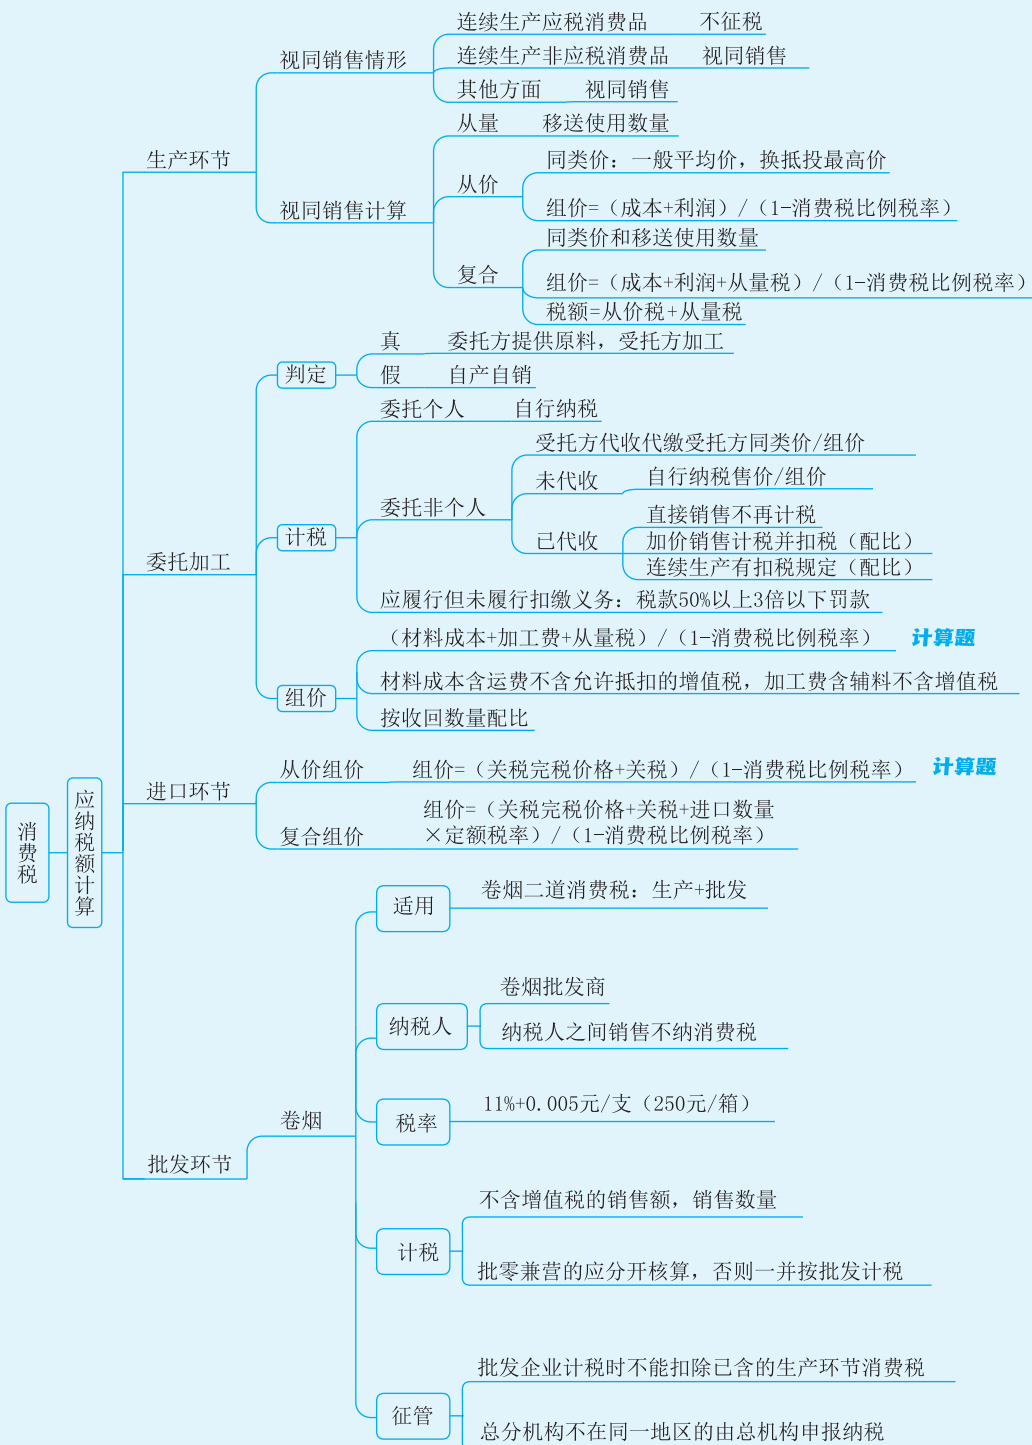 消费税
应纳税额计算
生产环节
视同销售情形
连续生产应税消费品 不征税
连续生产非应税消费品 视同销售
其他方面 视同销售
视同销售计算
从量 移送使用数量
从价
同类价：一般平均价，换抵投最高价
组价=（成本+利润）/（1-消费税比例税率）
复合
同类价和移送使用数量
组价=（成本+利润+从量税）/（1-消费税比例税率）
税额=从价税+从量税
委托加工
判定
真 委托方提供原料，受托方加工
假 自产自销
计税
委托个人 自行纳税
委托非个人
受托方代收代缴受托方同类价/组价
未代收 自行纳税售价/组价
已代收
直接销售不再计税
加价销售计税并扣税（配比）
连续生产有扣税规定（配比）
应履行但未履行扣缴义务：税款50%以上3倍以下罚款
组价
（材料成本+加工费+从量税）/（1-消费税比例税率） 计算题
材料成本含运费不含允许抵扣的增值税，加工费含辅料不含增值税
按收回数量配比
进口环节
从价组价 组价=（关税完税价格+关税）/（1-消费税比例税率） 计算题
复合组价
组价=（关税完税价格+关税+进口数量
×定额税率）/（1-消费税比例税率）
批发环节
卷烟
适用
卷烟二道消费税：生产+批发
纳税人
卷烟批发商
纳税人之间销售不纳消费税
税率
11%+0.005元/支（250元/箱）
计税
不含增值税的销售额，销售数量
批零兼营的应分开核算，否则一并按批发计税
征管
批发企业计税时不能扣除已含的生产环节消费税
总分机构不在同一地区的由总机构申报纳税